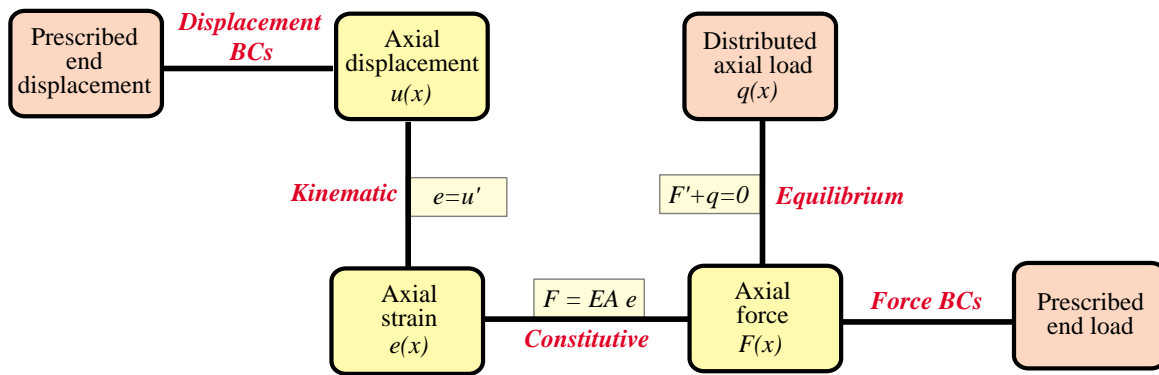 Prescribed
end
displacement
Displacement
BCs
Axial
displacement
u(x)
Distributed
axial load
q(x)
Kinematic
e=u'
F'+q=0
Equilibrium
Axial
strain
e(x)
F = EA e
Constitutive
Axial
force
F(x)
Force BCs
Prescribed
end load